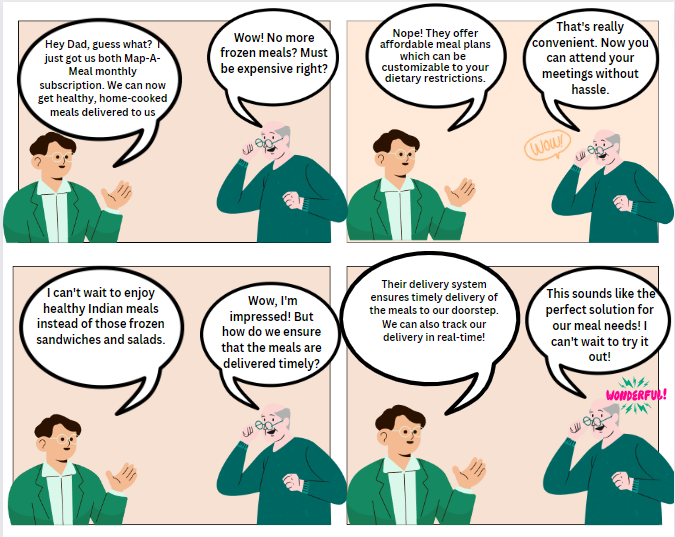 Hey Dad, guess what? I
just got us both Map-A-
Meal monthly
subscription. We can now
get healthy, home-cooked
meals delivered to us
Wow! No more
frozen meals? Must
be expensive right?
Nope! They offer
affordable meal plans
which can be
customizable to your
dietary restrictions.
That's really
convenient. Now you
can attend your
meetings without
hassle.
WOW!
I can't wait to enjoy
healthy Indian meals
instead of those frozen
sandwiches and salads.
Wow, I'm
impressed! But
how do we ensure
that the meals are
delivered timely?
Their delivery system
ensures timely delivery of
the meals to our doorstep.
We can also track our
delivery in real-time!
This sounds like the
perfect solution for
our meal needs! I
can't wait to try it
out!
WONDERFUL!